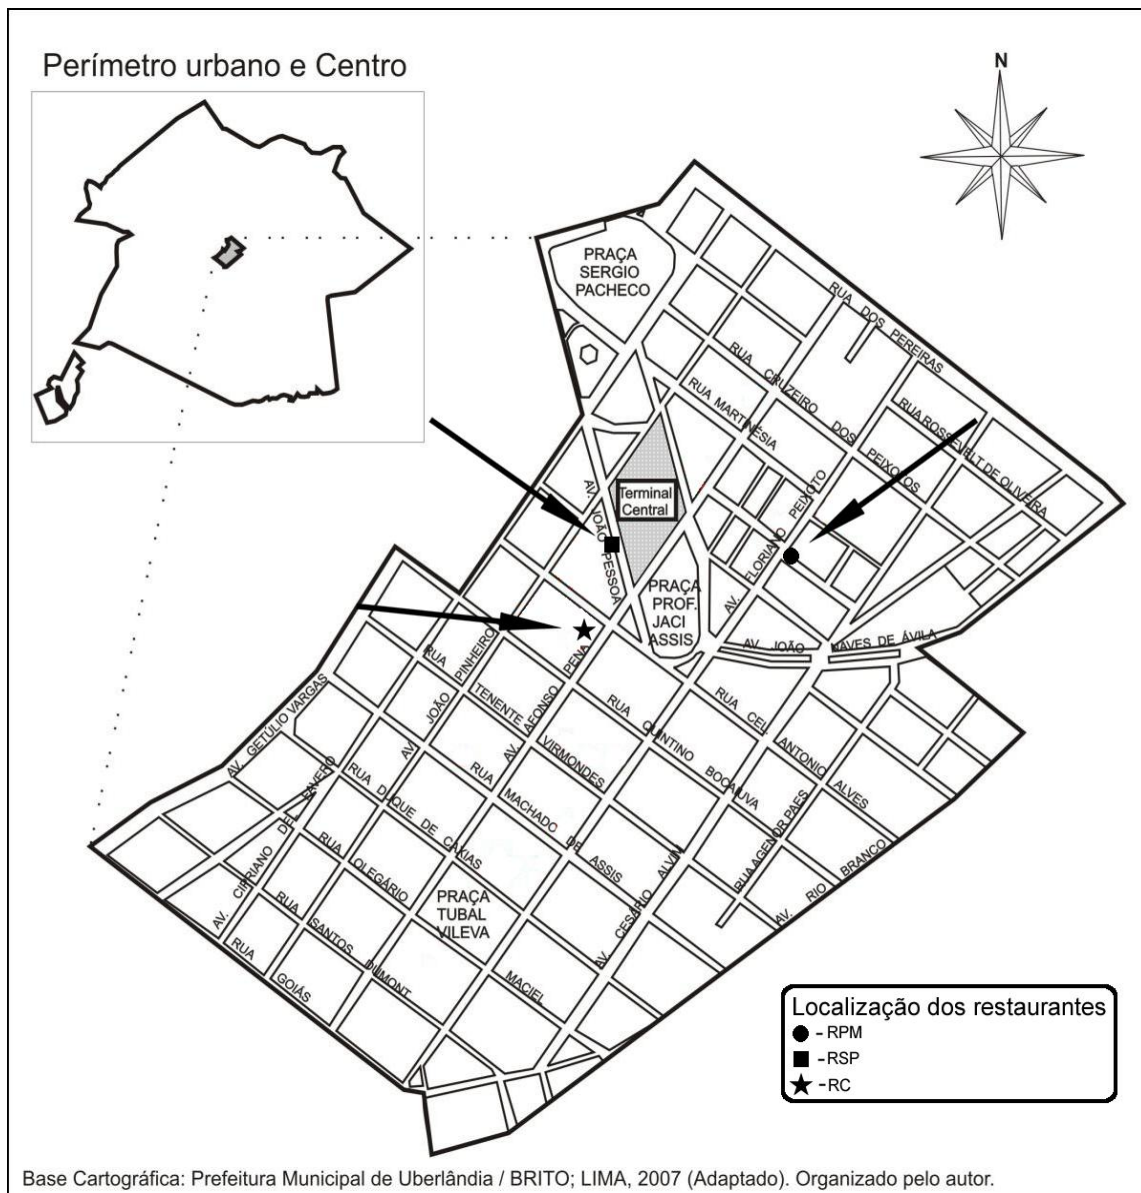 Perímetro urbano e Centro
N
PRAÇA
SERGIO
PACHECO
RUA DOS PEREIRAS
RUA CRUZEIRO DOS PEIXOTOS
RUA MARTINÉSIA
RUA ROSSEVELT DE OLIVEIRA
Terminal
Central
AV. JOÃO PESSOA
AV. FLORIANO PEIXOTO
PRAÇA
PROF.
JACI
ASSIS
AV JOÃO NAVES DE ÁVILA
AV. GETÚLIO VARGAS
RUA TENENTE VIRMONDES
AV JOÃO PINHEIRO
AV. AFONSO PENA
RUA QUINTINO BOCAIUVA
RUA CEL. ANTONIO ALVES
RUA MACHADO DE ASSIS
RUA DUQUE DE CAXIAS
AV. CIPRIANO DEL FAVERO
RUA OLEGÁRIO MACIEL
PRAÇA
TUBAL
VILEVA
AV. CESÁRIO ALVIN
RUA AGENOR PAES
AV. RIO BRANCO
RUA SANTOS DUMONT
RUA GOIÁS
Localização dos restaurantes
- RPM
- RSP
- RC
Base Cartográfica: Prefeitura Municipal de Uberlândia / BRITO; LIMA, 2007 (Adaptado). Organizado pelo autor.